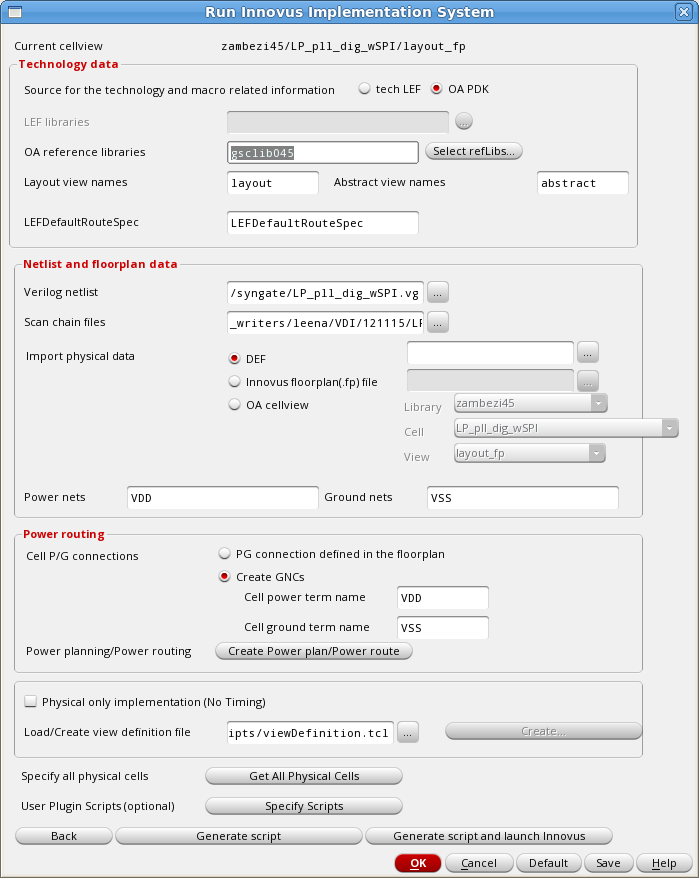 Run Innovus Implementation System
Current cellview zambezi45/LP_pll_dig_wSPI/layout_fp
Technology data
Source for the technology and macro related information tech LEF OA PDK
LEF libraries ...
OA reference libraries gsclib045 Select refLibs...
Layout view names layout Abstract view names abstract
LEFDefaultRouteSpec LEFDefaultRouteSpec
Netlist and floorplan data
Verilog netlist /syngate/LP_pll_dig_wSPI.vg ...
Scan chain files _writers/leena/VDI/121115/LP ...
Import physical data DEF ...
Innovus floorplan(.fp) file ...
OA cellview Library zambezi45
Cell LP_pll_dig_wSPI
View layout_fp
Power nets VDD Ground nets VSS
Power routing
Cell P/G connections PG connection defined in the floorplan
Create GNCs
Cell power term name VDD
Cell ground term name VSS
Power planning/Power routing Create Power plan/Power route
Physical only implementation (No Timing)
Load/Create view definition file ipts/viewDefinition.tcl ... Create...
Specify all physical cells Get All Physical Cells
User Plugin Scripts (optional) Specify Scripts
Back Generate script Generate script and launch Innovus
OK Cancel Default Save Help